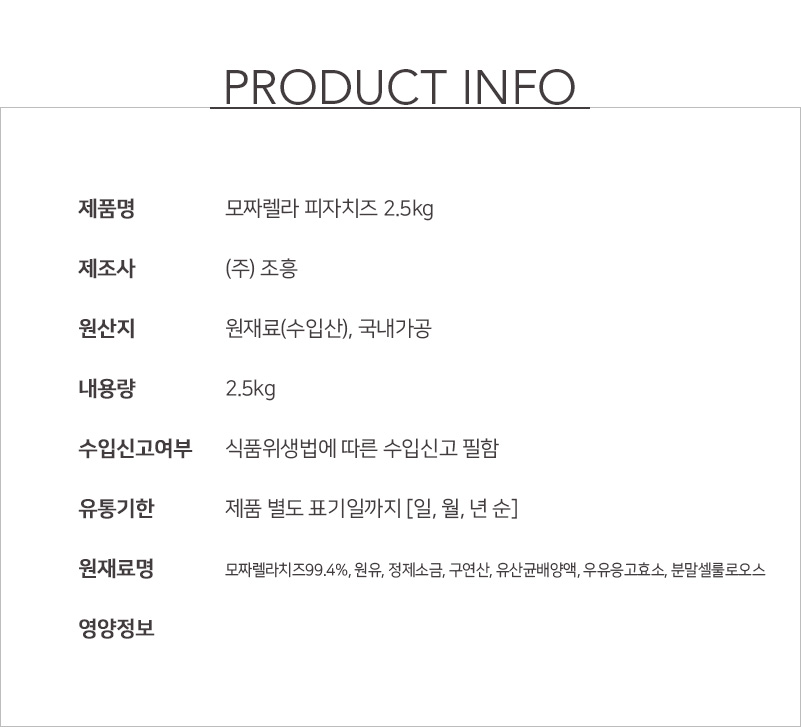 PRODUCT INFO
제품명 모짜렐라 피자치즈 2.5kg
제조사 (주) 조흥
원산지 원재료(수입산), 국내가공
내용량 2.5kg
수입신고여부 식품위생법에 따른 수입신고 필함
유통기한 제품 별도 표기일까지 [일, 월, 년 순]
원재료명 모짜렐라치즈99.4%, 원유, 정제소금, 구연산, 유산균배양액, 우유응고효소, 분말셀룰로오스
영양정보